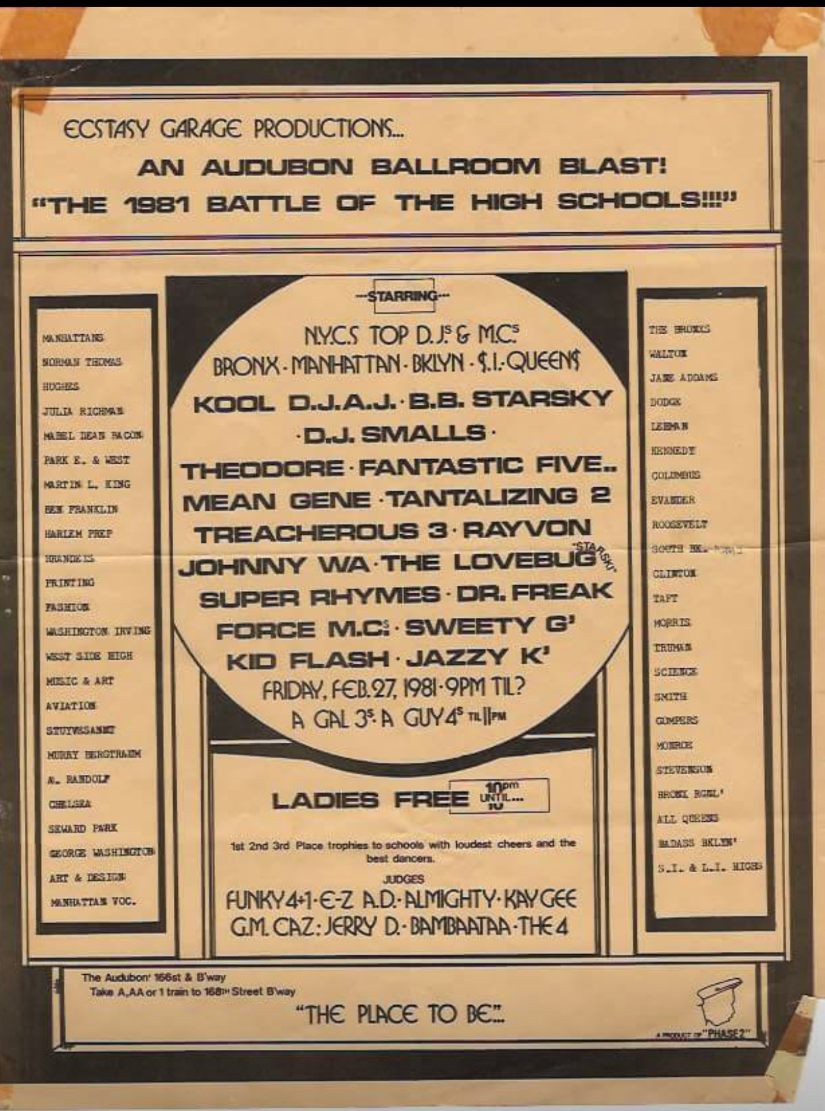 ECSTASY GARAGE PRODUCTIONS...
AN AUDUBON BALLROOM BLAST!
"THE 1981 BATTLE OF THE HIGH SCHOOLS!!!"
MANHATTANS
NORMAN THOMAS
HUGHES
JULIA RICHMAN
MABEL DEAN BACON
PARK E. & WEST
MARTIN L. KING
BEN FRANKLIN
HARLEM PREP
BRANDEIS
PRINTING
FASHION
WASHINGTON IRVING
WEST SIDE HIGH
MUSIC & ART
AVIATION
STUYVESANET
MURRY BERGTRAUM
A. RANDOLF
CHELSEA
SEWARD PARK
GEORGE WASHINGTON
ART & DESIGN
MANHATTAN VOC.
---STARRING---
N.Y.C.S TOP D.J.S & M.C.S
BRONX · MANHATTAN · BKLYN · $.I. · QUEEN$
KOOL D.J.A.J. · B.B. STARSKY
· D.J. SMALLS ·
THEODORE · FANTASTIC FIVE..
MEAN GENE · TANTALIZING 2
TREACHEROUS 3 · RAYVON
JOHNNY WA · THE LOVEBUG "STARSKI"
SUPER RHYMES · DR. FREAK
FORCE M.C.S · SWEETY G'
KID FLASH · JAZZY K'
FRIDAY, FEB. 27, 1981 · 9PM TIL?
A GAL 3S· A GUY 4S TIL 11PM
LADIES FREE 10pm
UNTIL...
10
1st 2nd 3rd Place trophies to schools with loudest cheers and the
best dancers.
JUDGES
FUNKY 4+1 · E-Z A.D. · ALMIGHTY · KAY GEE
G.M. CAZ : JERRY D. · BAMBAATAA · THE 4
THE BRONXS
WALTON
JANE ADDAMS
DODGE
LEHMAN
KENNEDY
COLUMBUS
EVANDER
ROOSEVELT
SOUTH BX.
CLINTON
TAFT
MORRIS
TRUMAN
SCIENCE
SMITH
GOMPERS
MONROE
STEVENSON
BRONX RGNL'
ALL QUEENS
BADASS BKLYN'
S.I. & L.I. HIGHS
The Audubon' 166st & B'way
Take A,AA or 1 train to 168TH Street B'way
"THE PLACE TO BE"...
A PRODUCT OF "PHASE2"